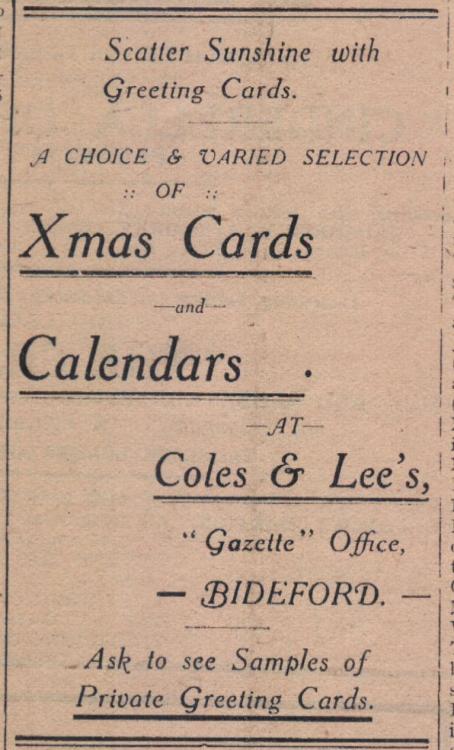 Scatter Sunshine with
Greeting Cards.
A CHOICE & VARIED SELECTION
:: OF ::
Xmas Cards
—and—
Calendars .
—AT—
Coles & Lee's,
"Gazette" Office,
— BIDEFORD. —
Ask to see Samples of
Private Greeting Cards.